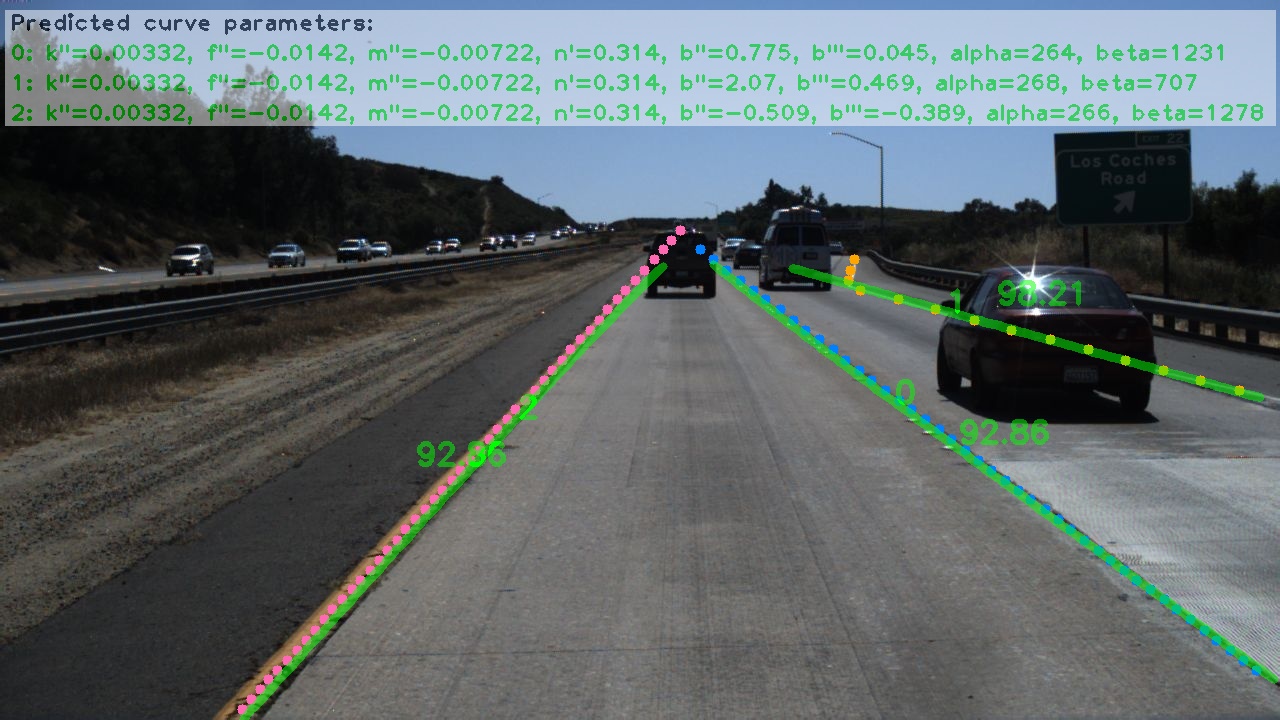 Predicted curve parameters:
0: k''=0.00332, f''=-0.0142, m''=-0.00722, n'=0.314, b''=0.775, b'''=0.045, alpha=264, beta=1231
1: k''=0.00332, f''=-0.0142, m''=-0.00722, n'=0.314, b''=2.07, b'''=0.469, alpha=268, beta=707
2: k''=0.00332, f''=-0.0142, m''=-0.00722, n'=0.314, b''=-0.509, b'''=-0.389, alpha=266, beta=1278
EXIT 22
Los Coches
Road
1
98.21
0
92.86
2
92.86